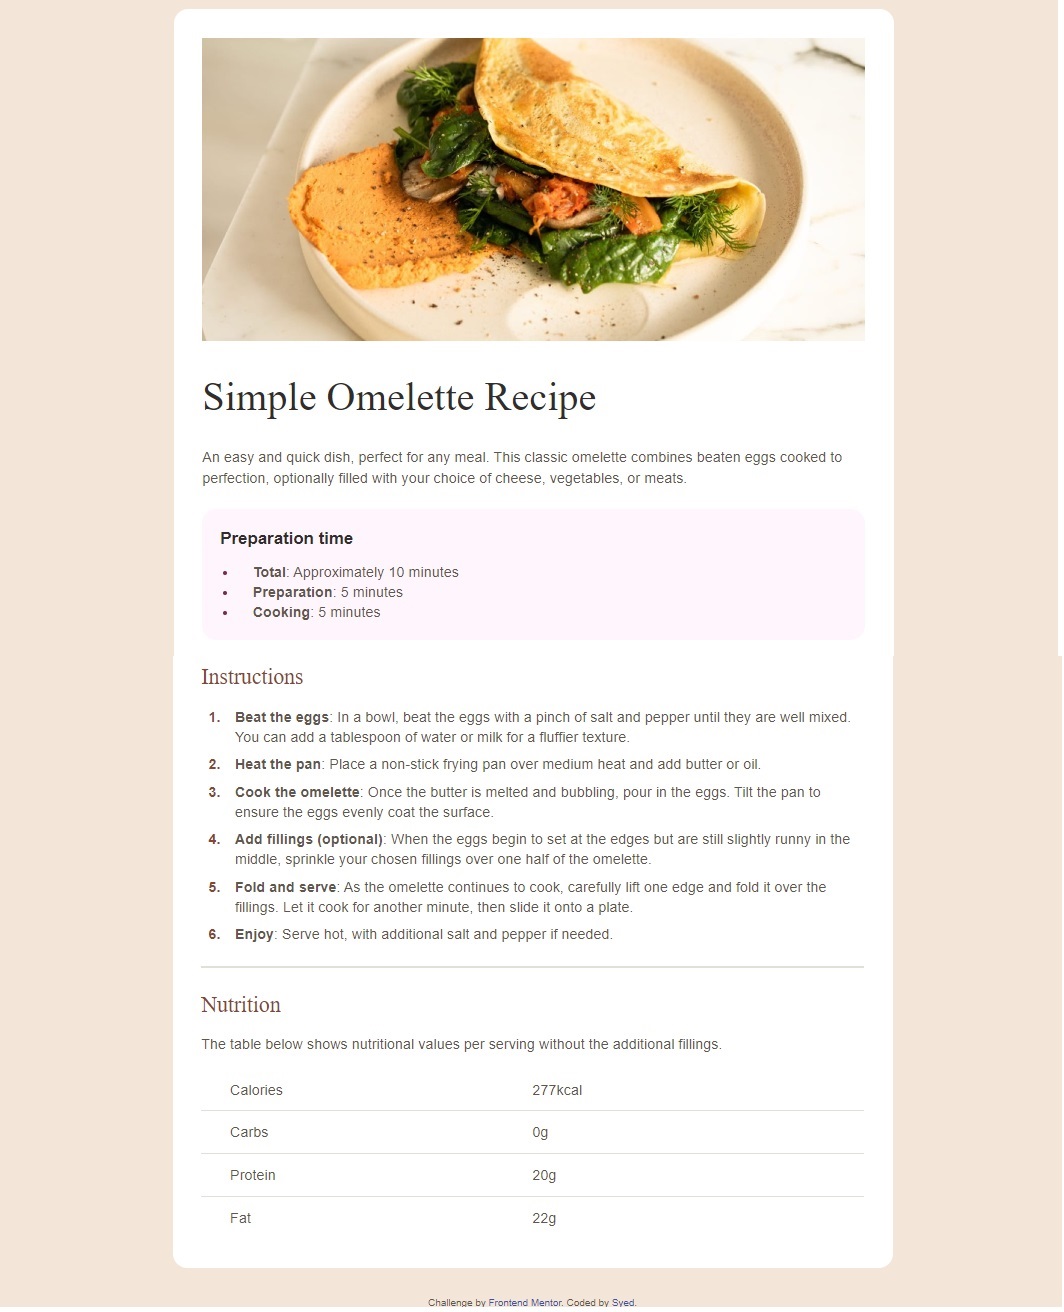 Simple Omelette Recipe
An easy and quick dish, perfect for any meal. This classic omelette combines beaten eggs cooked to
perfection, optionally filled with your choice of cheese, vegetables, or meats.
Preparation time
• Total: Approximately 10 minutes
• Preparation: 5 minutes
• Cooking: 5 minutes
Instructions
1. Beat the eggs: In a bowl, beat the eggs with a pinch of salt and pepper until they are well mixed.
You can add a tablespoon of water or milk for a fluffier texture.
2. Heat the pan: Place a non-stick frying pan over medium heat and add butter or oil.
3. Cook the omelette: Once the butter is melted and bubbling, pour in the eggs. Tilt the pan to
ensure the eggs evenly coat the surface.
4. Add fillings (optional): When the eggs begin to set at the edges but are still slightly runny in the
middle, sprinkle your chosen fillings over one half of the omelette.
5. Fold and serve: As the omelette continues to cook, carefully lift one edge and fold it over the
fillings. Let it cook for another minute, then slide it onto a plate.
6. Enjoy: Serve hot, with additional salt and pepper if needed.
Nutrition
The table below shows nutritional values per serving without the additional fillings.
Calories 277kcal
Carbs 0g
Protein 20g
Fat 22g
Challenge by Frontend Mentor. Coded by Syed.